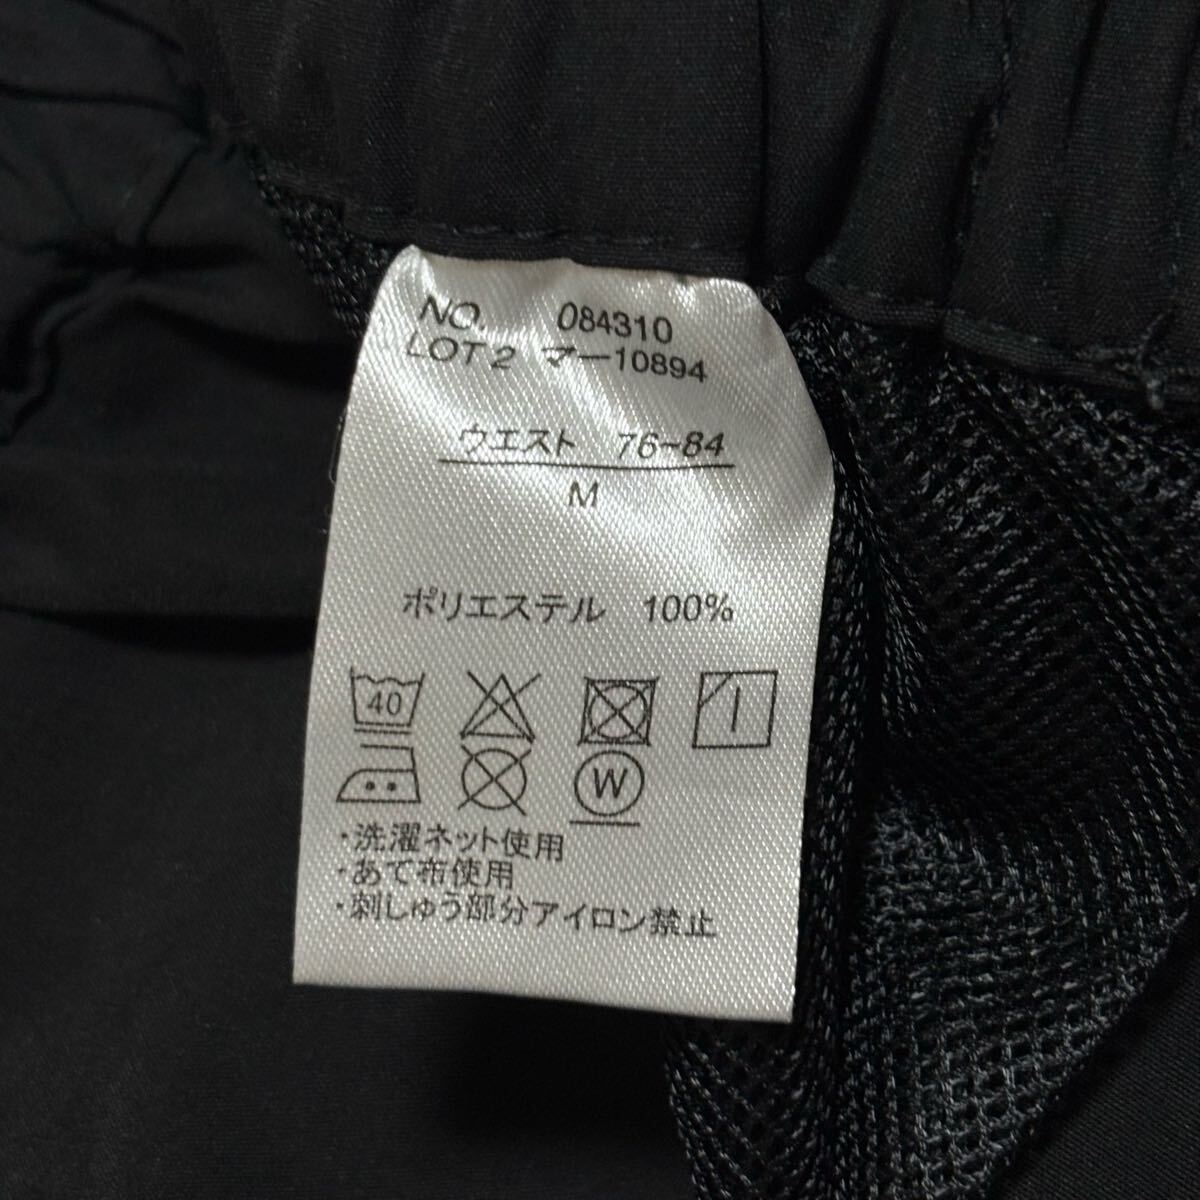 NO. 084310
LOT 2 マー10894
ウエスト 76-84
M
ポリエステル 100%
40
W
・洗濯ネット使用
・あて布使用
・刺しゅう部分アイロン禁止